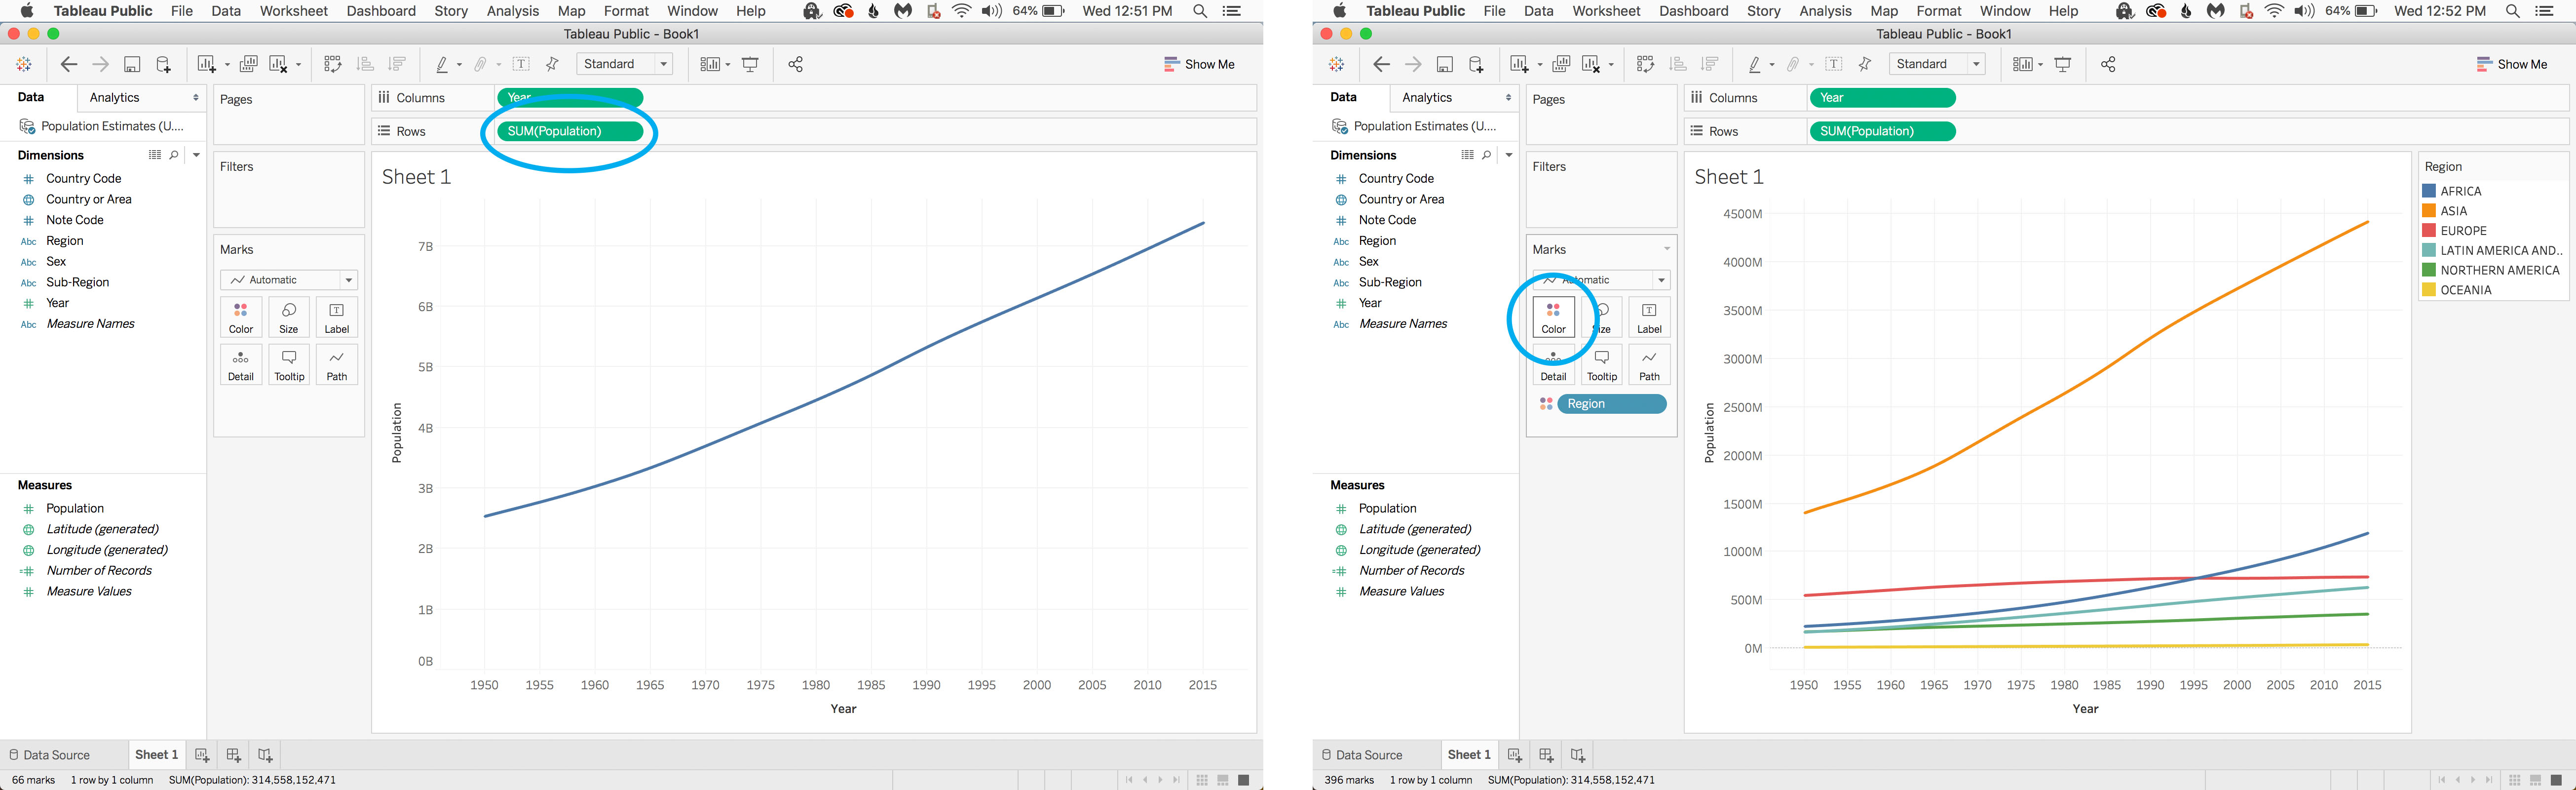 Tableau Public File Data Worksheet Dashboard Story Analysis Map Format Window Help 64% Wed 12:51 PM
Tableau Public - Book1
Standard
Show Me
Data Analytics
Population Estimates (U....
Dimensions
Country Code
Country or Area
Note Code
Abc Region
Abc Sex
Abc Sub-Region
Year
Abc Measure Names
Measures
Population
Latitude (generated)
Longitude (generated)
Number of Records
Measure Values
Pages
Filters
Marks
Automatic
Color Size Label
Detail Tooltip Path
Columns Year
Rows SUM(Population)
Sheet 1
7B
6B
5B
4B
3B
2B
1B
0B
Population
1950 1955 1960 1965 1970 1975 1980 1985 1990 1995 2000 2005 2010 2015
Year
Data Source Sheet 1
66 marks 1 row by 1 column SUM(Population): 314,558,152,471
Tableau Public File Data Worksheet Dashboard Story Analysis Map Format Window Help 64% Wed 12:52 PM
Tableau Public - Book1
Standard
Show Me
Data Analytics
Population Estimates (U....
Dimensions
Country Code
Country or Area
Note Code
Abc Region
Abc Sex
Abc Sub-Region
Year
Abc Measure Names
Measures
Population
Latitude (generated)
Longitude (generated)
Number of Records
Measure Values
Pages
Filters
Marks
Automatic
Color Size Label
Detail Tooltip Path
Region
Columns Year
Rows SUM(Population)
Sheet 1
4500M
4000M
3500M
3000M
2500M
2000M
1500M
1000M
500M
0M
Population
1950 1955 1960 1965 1970 1975 1980 1985 1990 1995 2000 2005 2010 2015
Year
Region
AFRICA
ASIA
EUROPE
LATIN AMERICA AND..
NORTHERN AMERICA
OCEANIA
Data Source Sheet 1
396 marks 1 row by 1 column SUM(Population): 314,558,152,471